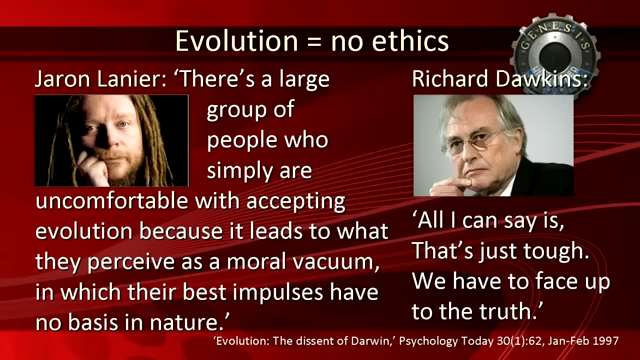 Evolution = no ethics
GENESIS
Jaron Lanier: ‘There’s a large
group of
people who
simply are
uncomfortable with accepting
evolution because it leads to what
they perceive as a moral vacuum,
in which their best impulses have
no basis in nature.’
Richard Dawkins:
‘All I can say is,
That’s just tough.
We have to face up
to the truth.’
‘Evolution: The dissent of Darwin,’ Psychology Today 30(1):62, Jan-Feb 1997